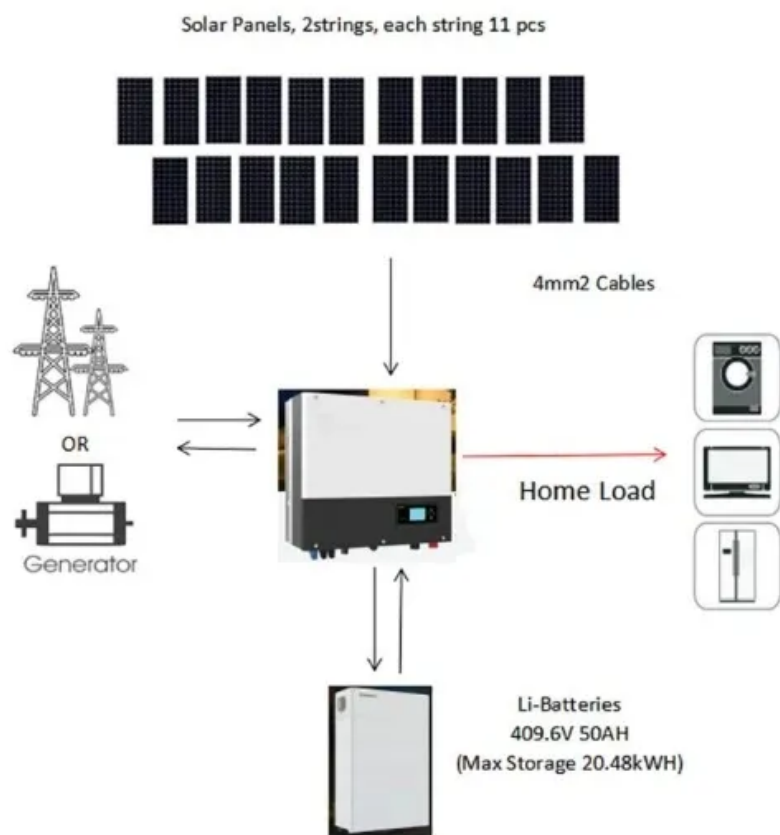 Solar Panels, 2strings, each string 11 pcs
4mm2 Cables
OR
Generator
Home Load
Li-Batteries
409.6V 50AH
(Max Storage 20.48kWH)